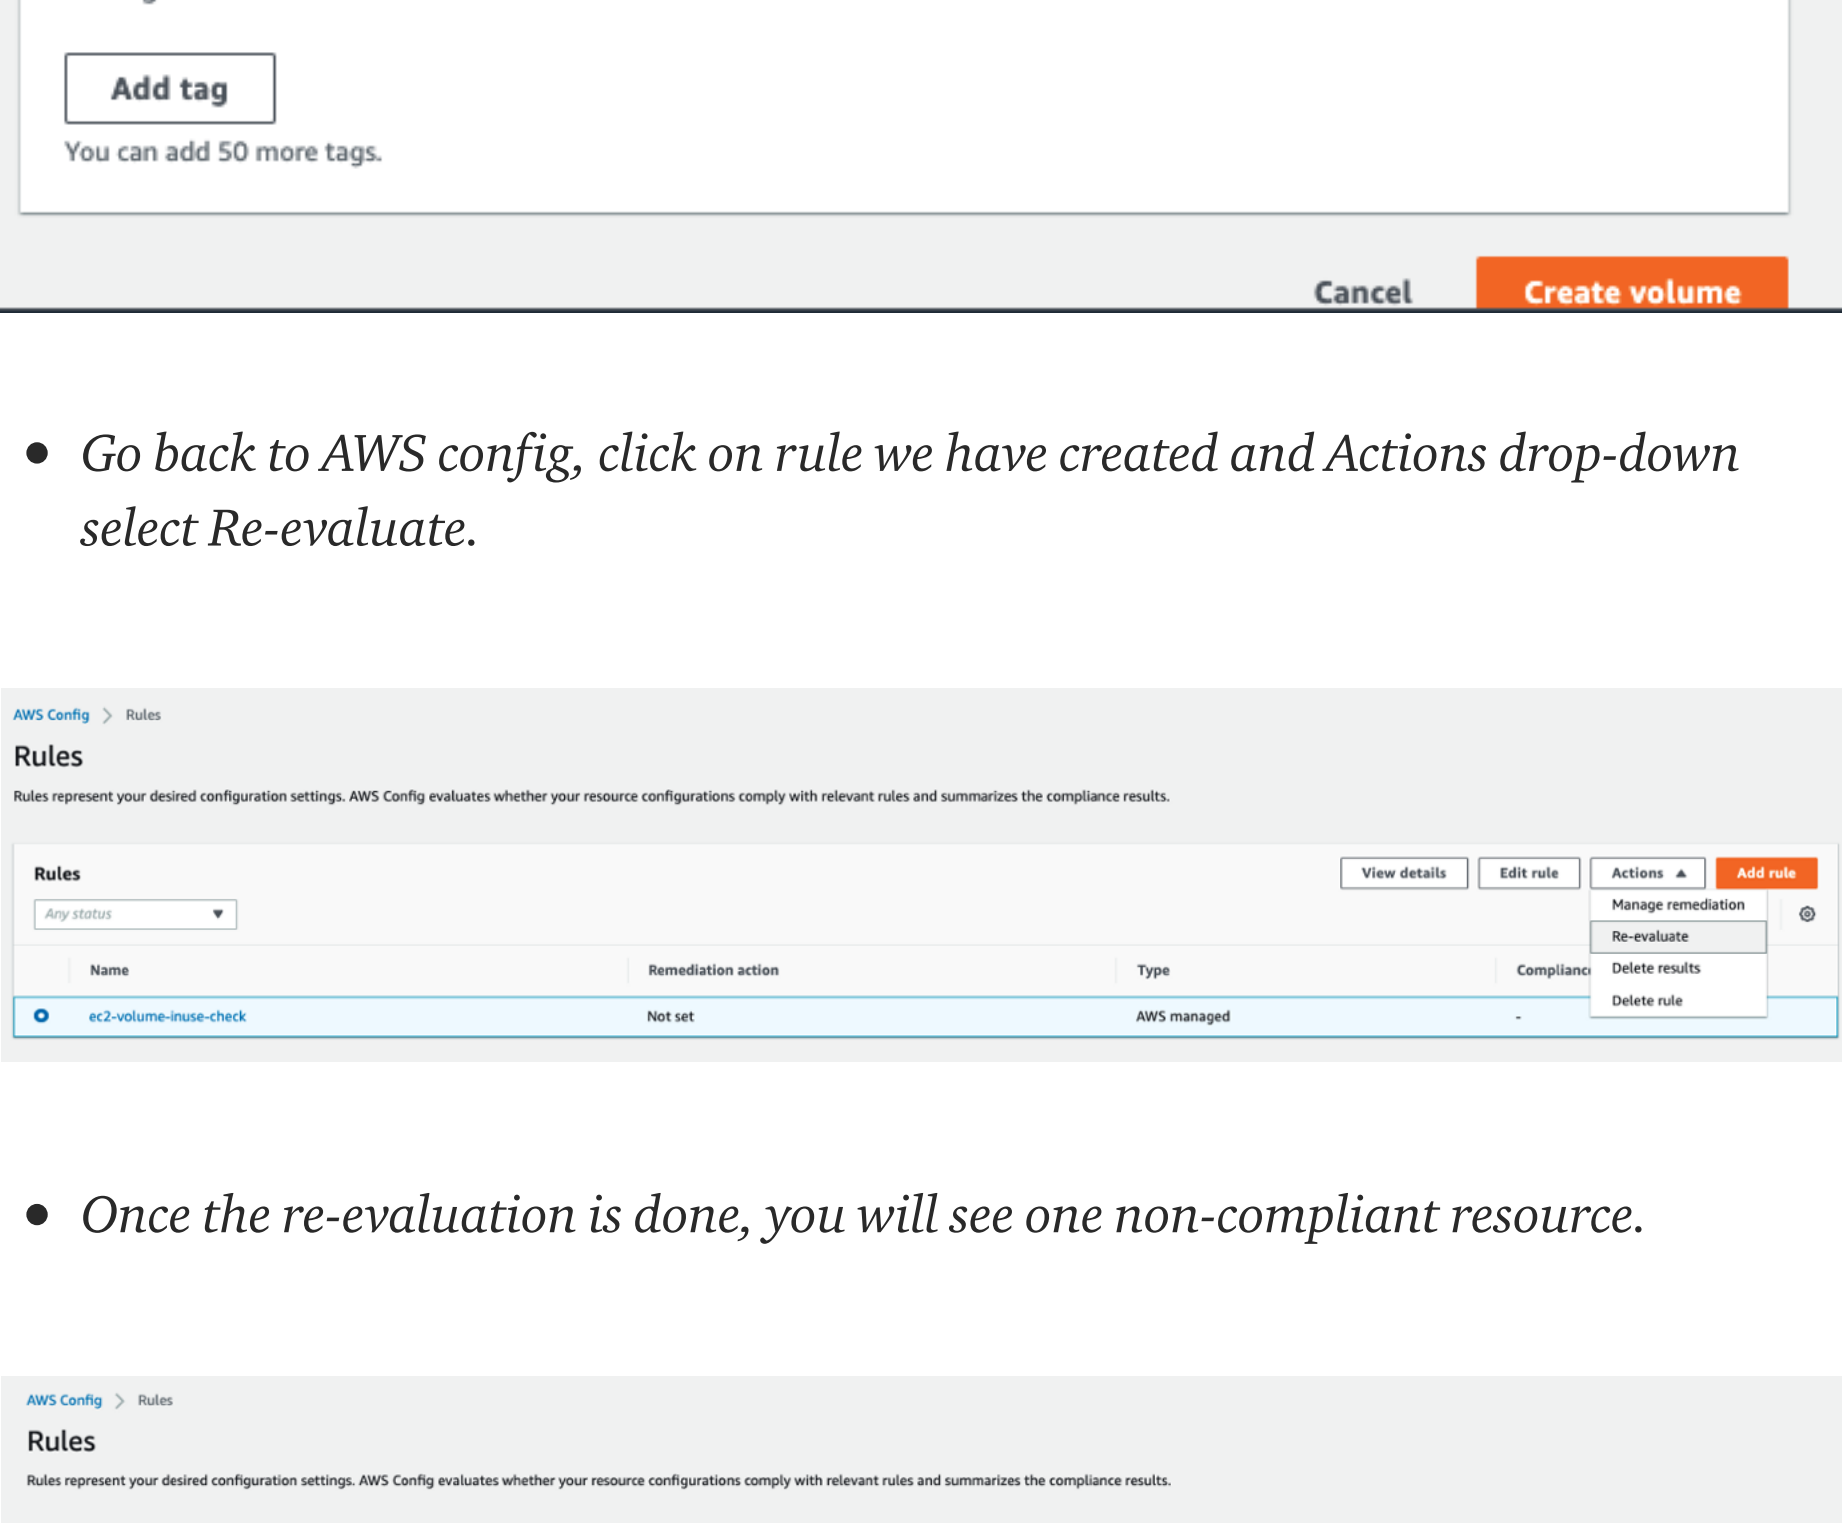 Add tag
You can add 50 more tags.
Cancel Create volume
• Go back to AWS config, click on rule we have created and Actions drop-down
select Re-evaluate.
AWS Config > Rules
Rules
Rules represent your desired configuration settings. AWS Config evaluates whether your resource configurations comply with relevant rules and summarizes the compliance results.
Rules View details Edit rule Actions Add rule
Any status
Manage remediation
Re-evaluate
Delete results
Delete rule
Name Remediation action Type Compliance
ec2-volume-inuse-check Not set AWS managed -
• Once the re-evaluation is done, you will see one non-compliant resource.
AWS Config > Rules
Rules
Rules represent your desired configuration settings. AWS Config evaluates whether your resource configurations comply with relevant rules and summarizes the compliance results.